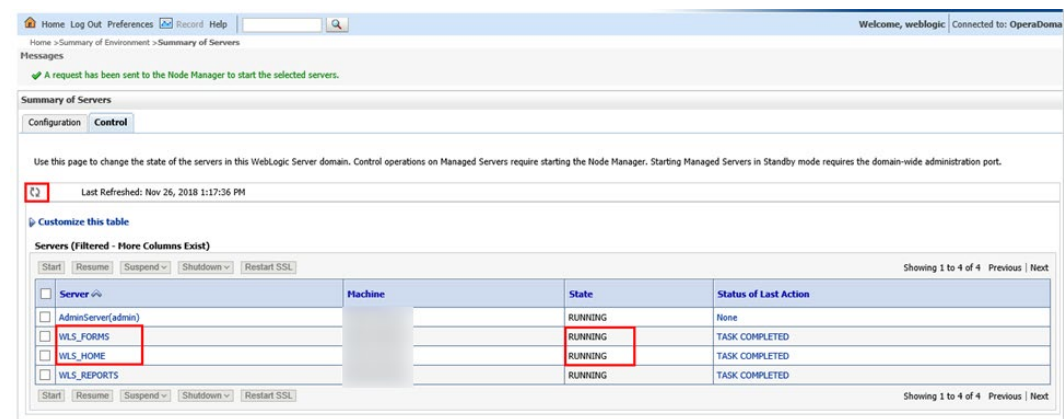 Home Log Out Preferences Record Help
Welcome, weblogic Connected to: OperaDoma
Home >Summary of Environment >Summary of Servers
Messages
A request has been sent to the Node Manager to start the selected servers.
Summary of Servers
Configuration Control
Use this page to change the state of the servers in this WebLogic Server domain. Control operations on Managed Servers require starting the Node Manager. Starting Managed Servers in Standby mode requires the domain-wide administration port.
Last Refreshed: Nov 26, 2018 1:17:36 PM
Customize this table
Servers (Filtered - More Columns Exist)
Start Resume Suspend Shutdown Restart SSL Showing 1 to 4 of 4 Previous | Next
Server Machine State Status of Last Action
AdminServer(admin) RUNNING None
WLS_FORMS RUNNING TASK COMPLETED
WLS_HOME RUNNING TASK COMPLETED
WLS_REPORTS RUNNING TASK COMPLETED
Start Resume Suspend Shutdown Restart SSL Showing 1 to 4 of 4 Previous | Next